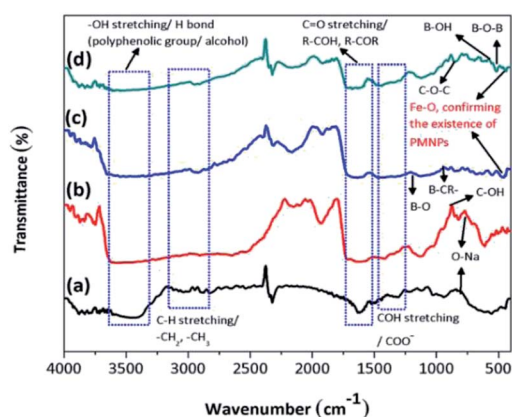 -OH stretching/ H bond
(polyphenolic group/ alcohol)
C=O stretching/
R-COH, R-COR
B-OH
B-O-B
(d)
C-O-C
Fe-O, confirming
the existence of
PMNPs
(c)
B-CR-
C-OH
B-O
(b)
O-Na
(a)
C-H stretching/
-CH₂, -CH₃
COH stretching
/ COO⁻
Transmittance (%)
4000 3500 3000 2500 2000 1500 1000 500
Wavenumber (cm⁻¹)